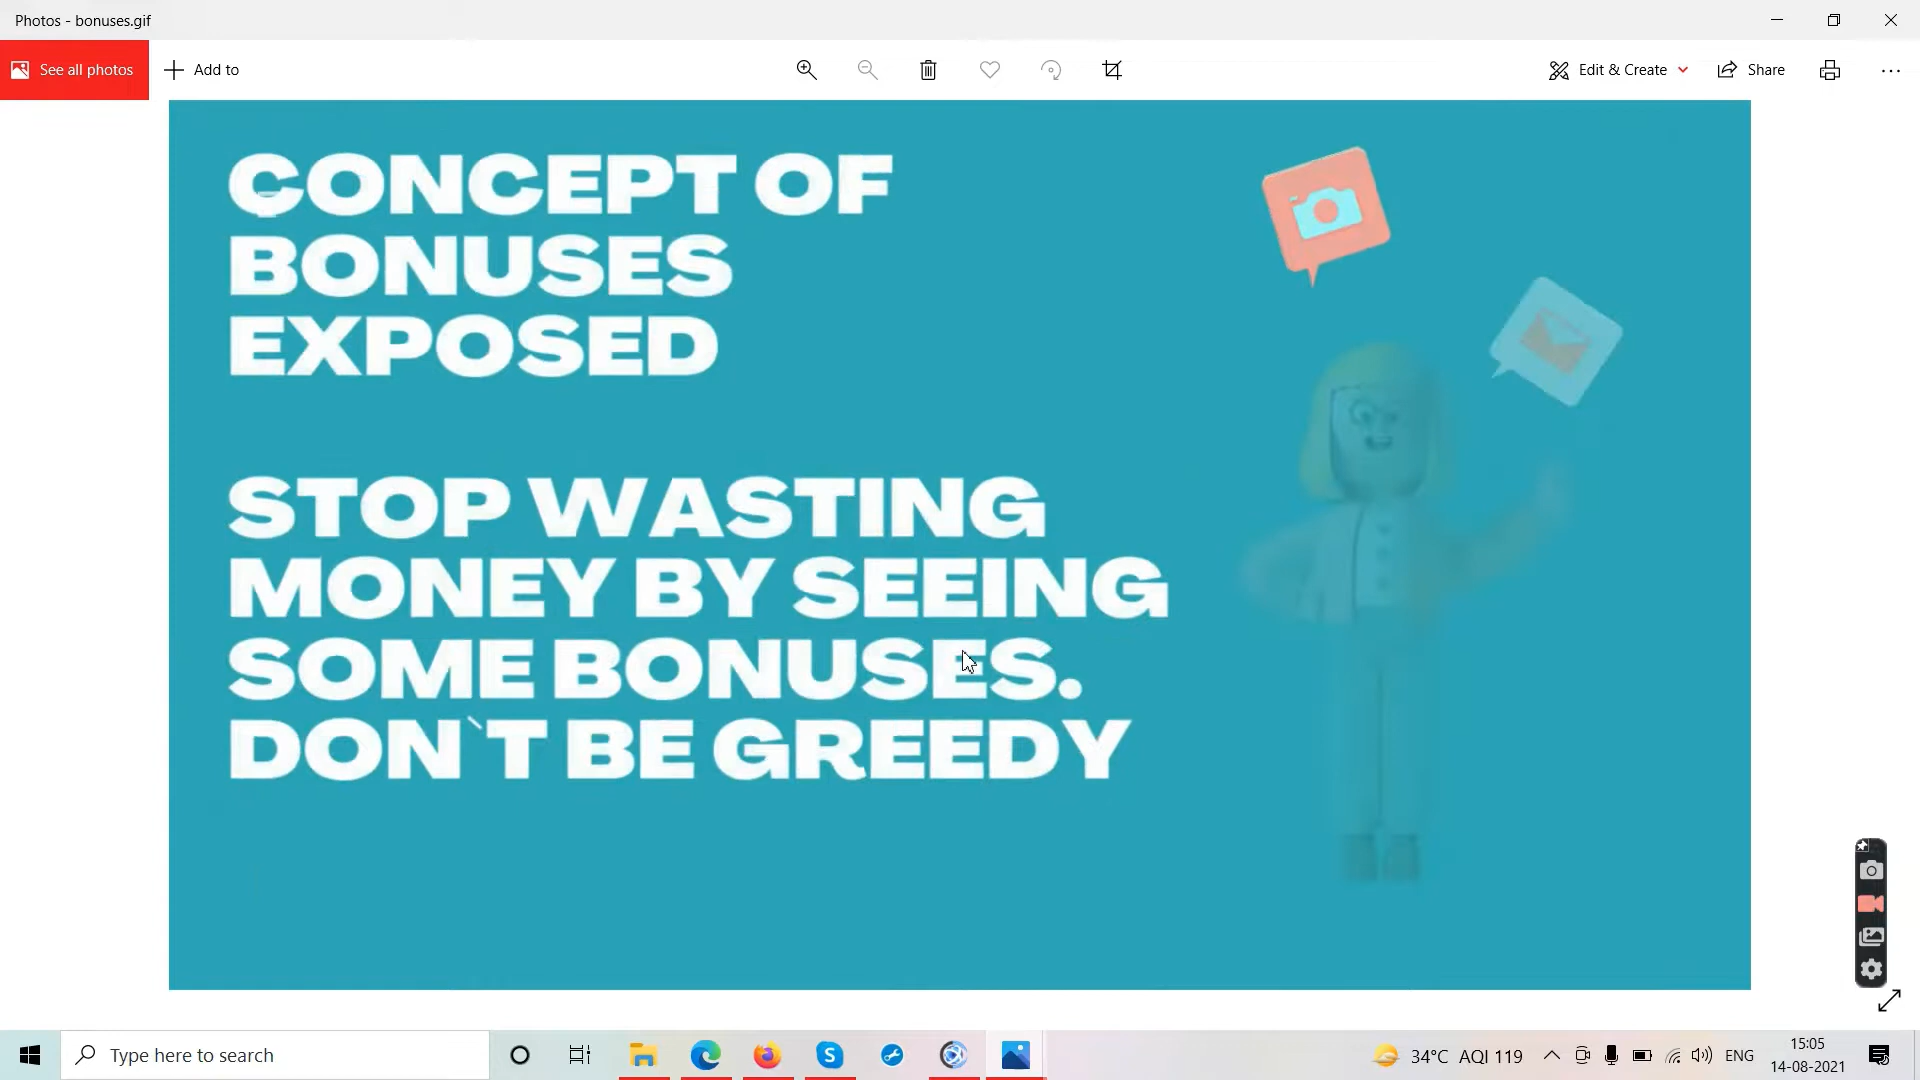 Photos - bonuses.gif
See all photos
Add to
Edit & Create
Share
CONCEPT OF
BONUSES
EXPOSED
STOP WASTING
MONEY BY SEEING
SOME BONUSES.
DON`T BE GREEDY
Type here to search
34°C AQI 119
ENG
15:05
14-08-2021